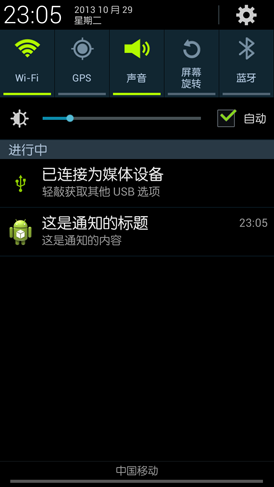 23:05
2013 10 月 29
星期二
Wi-Fi
GPS
声音
屏幕
旋转
蓝牙
自动
进行中
已连接为媒体设备
轻敲获取其他 USB 选项
这是通知的标题
23:05
这是通知的内容
中国移动